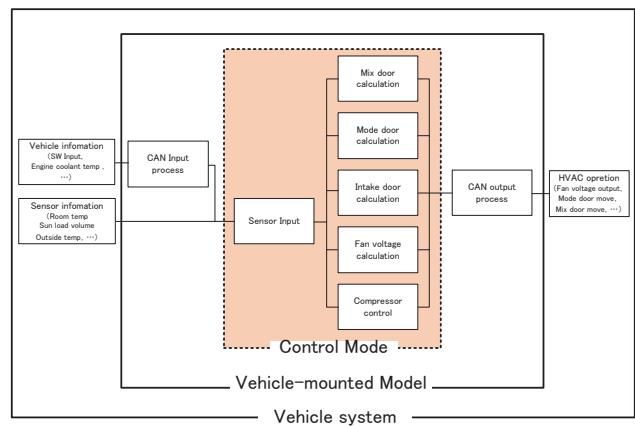 Vehicle infomation
(SW Input,
Engine coolant temp ,
…)
Sensor infomation
(Room temp
Sun load volume
Outside temp, …)
CAN Input
process
Sensor Input
Mix door
calculation
Mode door
calculation
Intake door
calculation
Fan voltage
calculation
Compressor
control
CAN output
process
HVAC opretion
(Fan voltage output,
Mode door move,
Mix door move, …)
Control Mode
Vehicle-mounted Model
Vehicle system